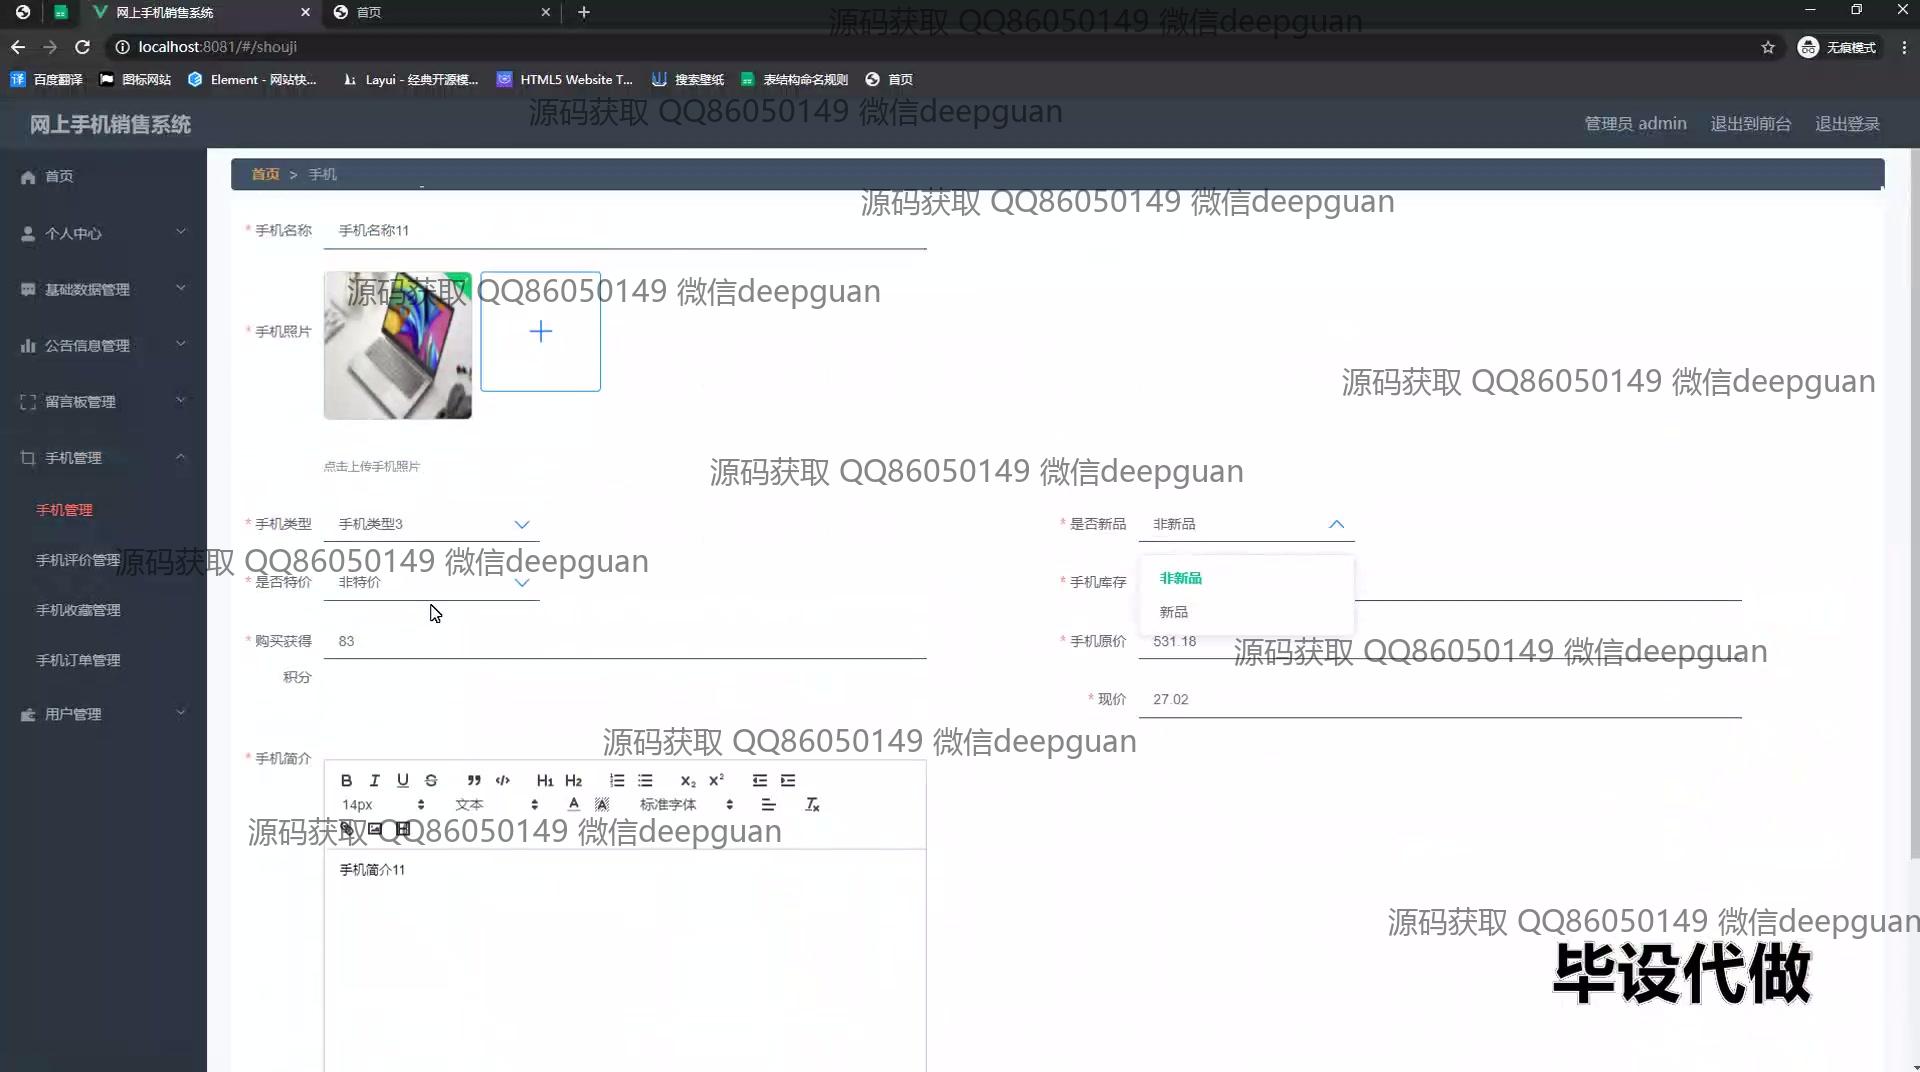 网上手机销售系统
首页
源码获取 QQ86050149 微信deepguan
localhost:8081/#/shouji
无痕模式
百度翻译
图标网站
Element - 网站快...
Layui - 经典开源模...
HTML5 Website T...
搜索壁纸
表结构命名规则
首页
源码获取 QQ86050149 微信deepguan
网上手机销售系统
管理员 admin
退出到前台
退出登录
首页
个人中心
基础数据管理
公告信息管理
留言板管理
手机管理
手机管理
手机评价管理
手机收藏管理
手机订单管理
用户管理
首页 > 手机
源码获取 QQ86050149 微信deepguan
* 手机名称 手机名称11
源码获取 QQ86050149 微信deepguan
* 手机照片
源码获取 QQ86050149 微信deepguan
点击上传手机照片
源码获取 QQ86050149 微信deepguan
* 手机类型 手机类型3
* 是否新品 非新品
源码获取 QQ86050149 微信deepguan
非新品
新品
* 是否特价 非特价
* 手机库存
* 购买获得积分 83
* 手机原价 531.18
源码获取 QQ86050149 微信deepguan
* 现价 27.02
源码获取 QQ86050149 微信deepguan
* 手机简介
B I U S ” </> H1 H2 X2 X2
14px 文本 A A 标准字体 Tx
源码获取 QQ86050149 微信deepguan
手机简介11
源码获取 QQ86050149 微信deepguan
毕设代做